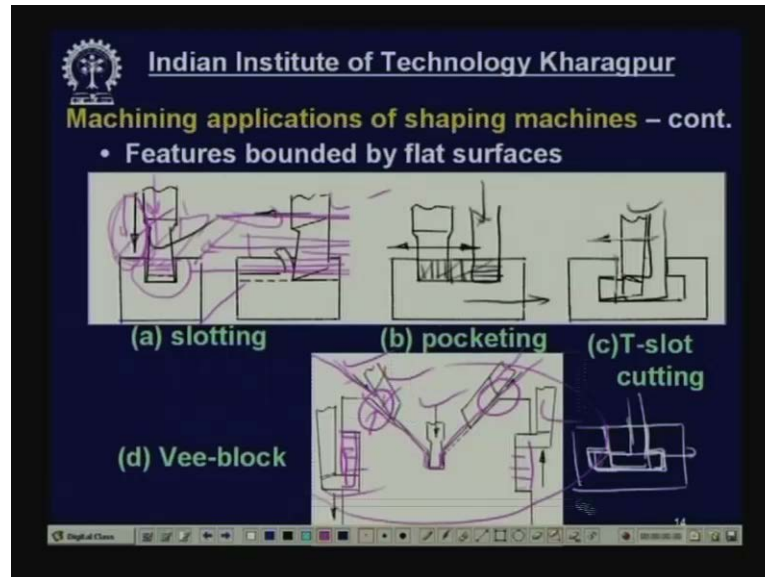 Indian Institute of Technology Kharagpur
Machining applications of shaping machines – cont.
• Features bounded by flat surfaces
(a) slotting
(b) pocketing
(c)T-slot
cutting
(d) Vee-block
14
Digital Class